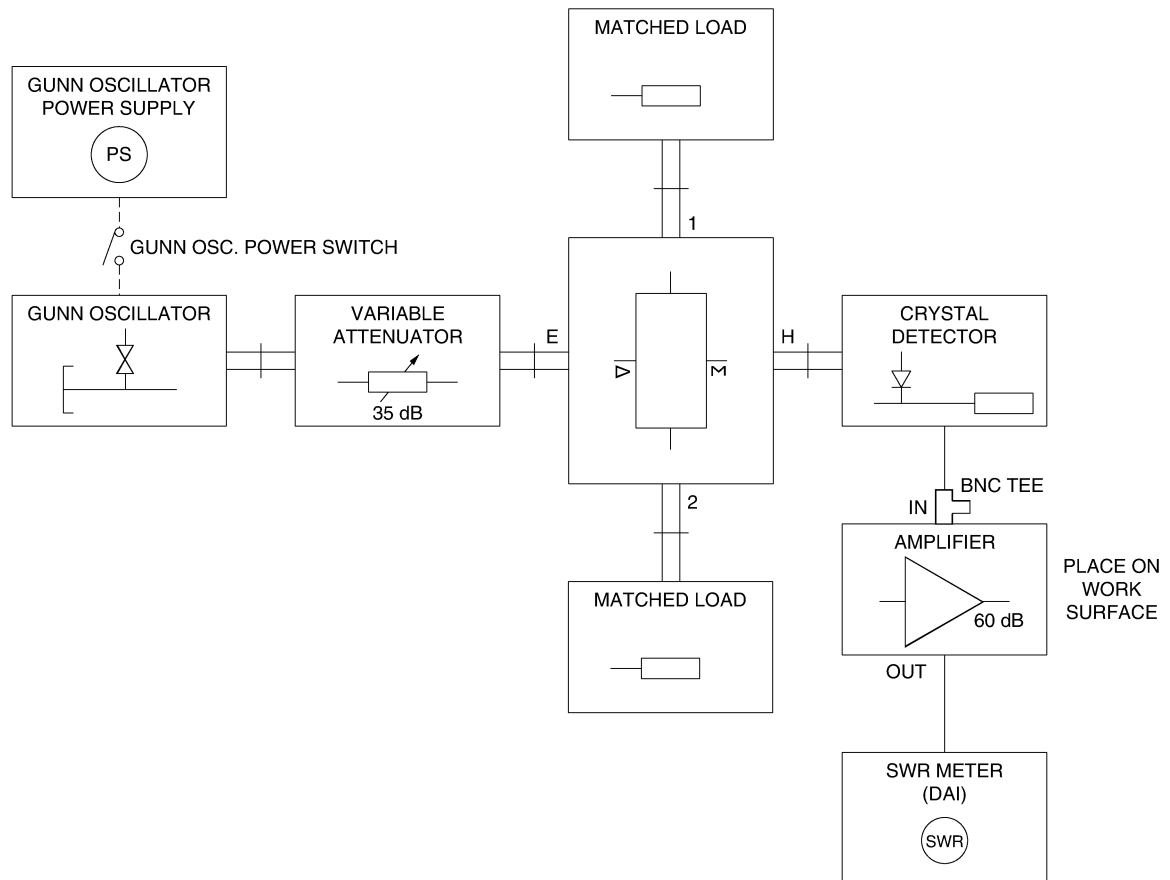 MATCHED LOAD
GUNN OSCILLATOR
POWER SUPPLY
PS
1
GUNN OSC. POWER SWITCH
GUNN OSCILLATOR
VARIABLE
ATTENUATOR
35 dB
E
H
Δ
Σ
CRYSTAL
DETECTOR
2
BNC TEE
IN
AMPLIFIER
60 dB
PLACE ON
WORK
SURFACE
OUT
MATCHED LOAD
SWR METER
(DAI)
SWR